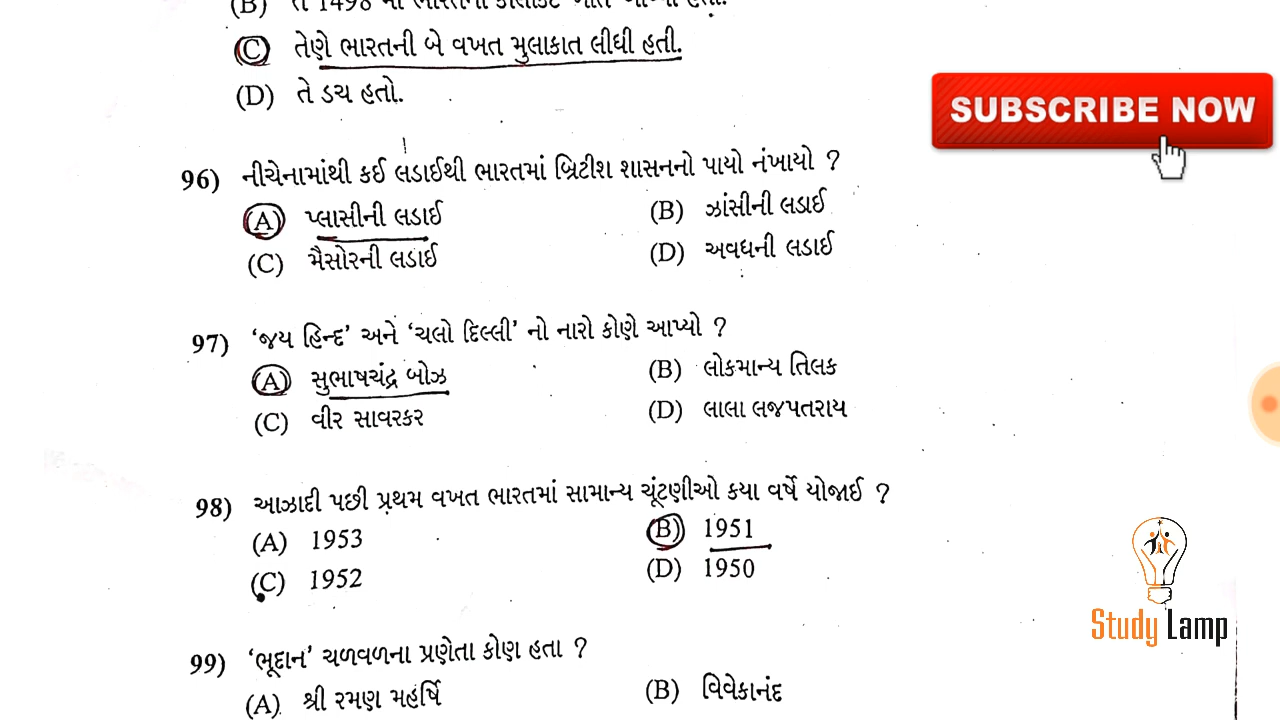 (C) તેણે ભારતની બે વખત મુલાકાત લીધી હતી.
(D) તે ડચ હતો.
SUBSCRIBE NOW
96) નીચેનામાંથી કઈ લડાઈથી ભારતમાં બ્રિટીશ શાસનનો પાયો નંખાયો ?
(A) પ્લાસીની લડાઈ (B) ઝાંસીની લડાઈ
(C) મૈસોરની લડાઈ (D) અવધની લડાઈ
97) ‘જય હિન્દ’ અને ‘ચલો દિલ્લી’ નો નારો કોણે આપ્યો ?
(A) સુભાષચંદ્ર બોઝ (B) લોકમાન્ય તિલક
(C) વીર સાવરકર (D) લાલા લજપતરાય
98) આઝાદી પછી પ્રથમ વખત ભારતમાં સામાન્ય ચૂંટણીઓ કયા વર્ષે યોજાઈ ?
(A) 1953 (B) 1951
(C) 1952 (D) 1950
Study Lamp
99) ‘ભૂદાન’ ચળવળના પ્રણેતા કોણ હતા ?
(A) શ્રી રમણ મહર્ષિ (B) વિવેકાનંદ